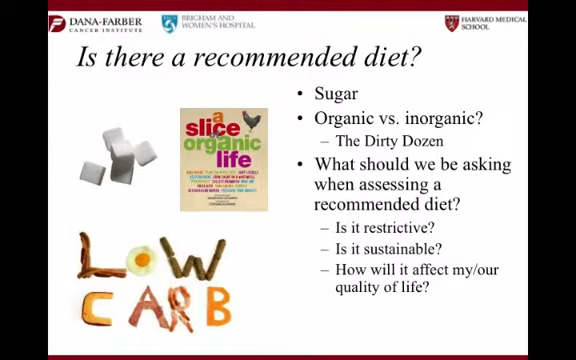 DANA-FARBER
CANCER INSTITUTE
BRIGHAM AND
WOMEN'S HOSPITAL
HARVARD MEDICAL
SCHOOL
Is there a recommended diet?
• Sugar
• Organic vs. inorganic?
– The Dirty Dozen
• What should we be asking
when assessing a
recommended diet?
– Is it restrictive?
– Is it sustainable?
– How will it affect my/our
quality of life?
a
slice
of
organic
life
LOW
CARB